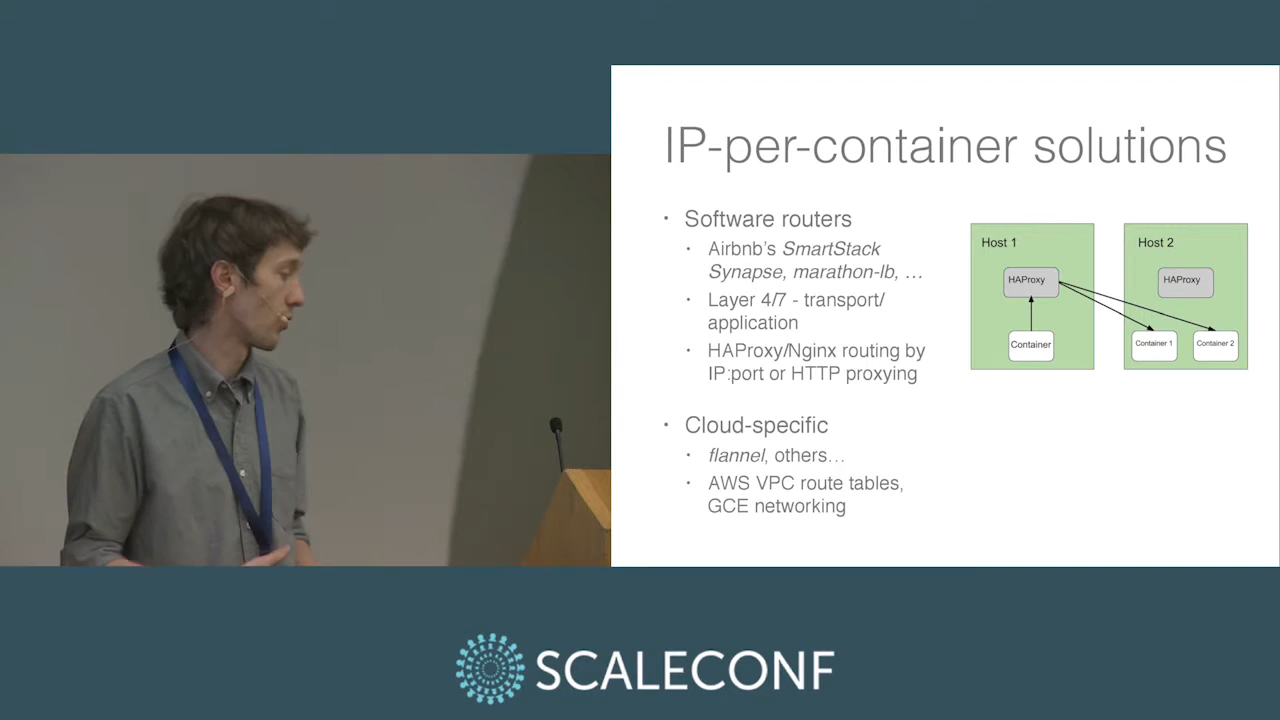 IP-per-container solutions
• Software routers
• Airbnb's SmartStack
Synapse, marathon-lb, …
• Layer 4/7 - transport/
application
• HAProxy/Nginx routing by
IP:port or HTTP proxying
• Cloud-specific
• flannel, others…
• AWS VPC route tables,
GCE networking
Host 1
HAProxy
Container
Host 2
HAProxy
Container 1
Container 2
SCALECONF